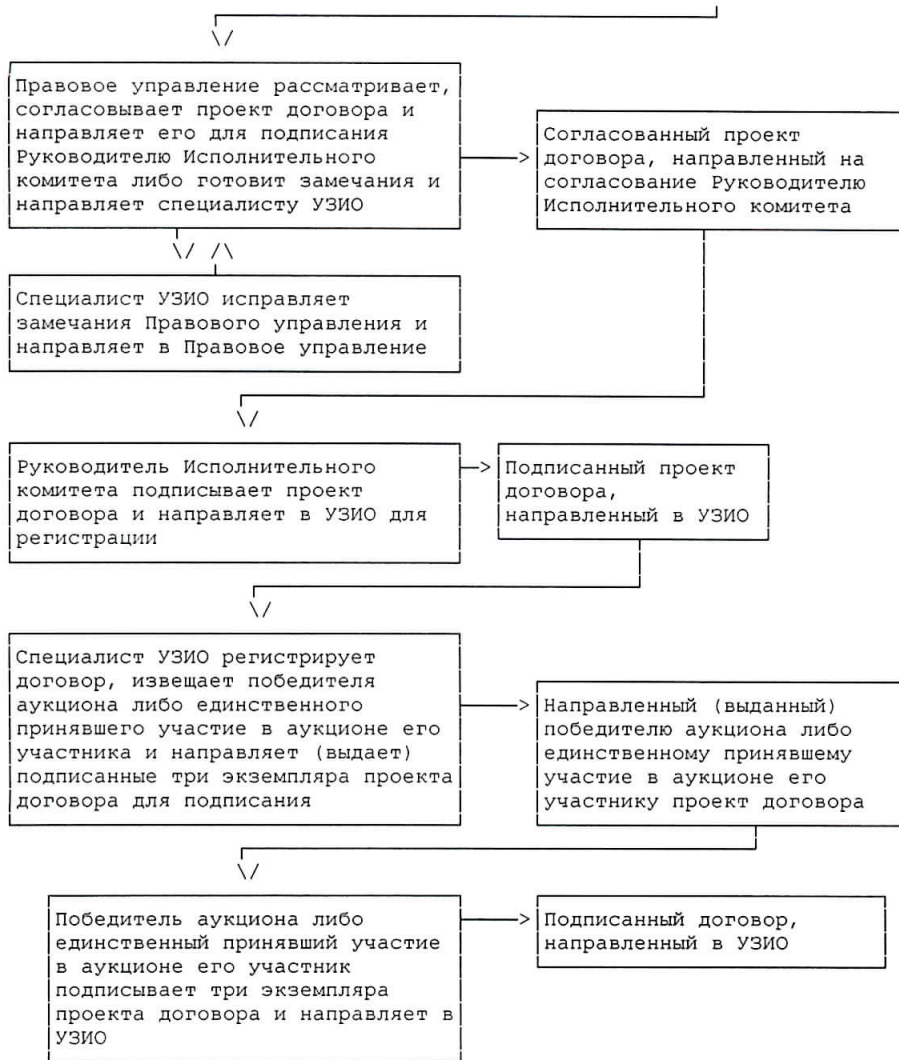 Правовое управление рассматривает,
согласовывает проект договора и
направляет его для подписания
Руководителю Исполнительного
комитета либо готовит замечания и
направляет специалисту УЗИО
Согласованный проект
договора, направленный на
согласование Руководителю
Исполнительного комитета
Специалист УЗИО исправляет
замечания Правового управления и
направляет в Правовое управление
Руководитель Исполнительного
комитета подписывает проект
договора и направляет в УЗИО для
регистрации
Подписанный проект
договора,
направленный в УЗИО
Специалист УЗИО регистрирует
договор, извещает победителя
аукциона либо единственного
принявшего участие в аукционе его
участника и направляет (выдает)
подписанные три экземпляра проекта
договора для подписания
Направленный (выданный)
победителю аукциона либо
единственному принявшему
участие в аукционе его
участнику проект договора
Победитель аукциона либо
единственный принявший участие
в аукционе его участник
подписывает три экземпляра
проекта договора и направляет в
УЗИО
Подписанный договор,
направленный в УЗИО